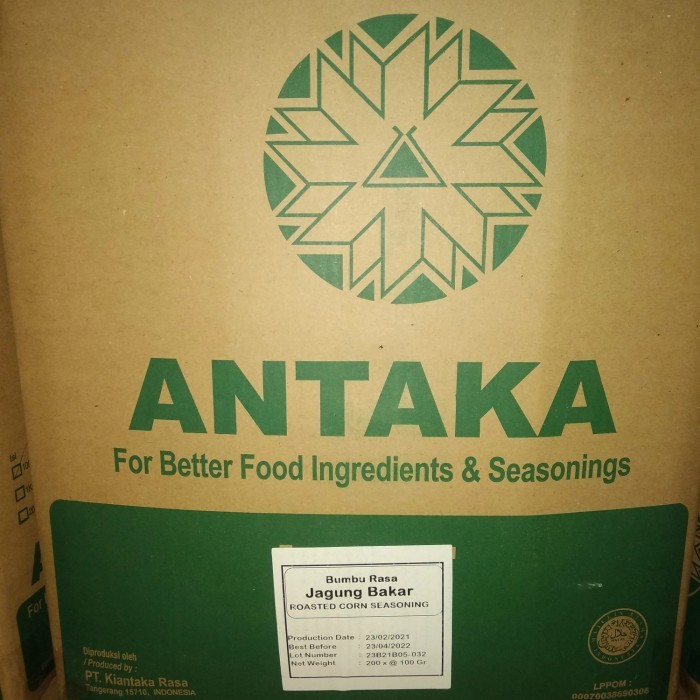 ANTAKA
For Better Food Ingredients & Seasonings
Bumbu Rasa
Jagung Bakar
ROASTED CORN SEASONING
Production Date : 23/02/2021
Best Before : 23/04/2022
Lot Number : 23B21B05-032
Net Weight : 200 x @ 100 Gr
Diproduksi oleh
/ Produced by :
PT. Kiantaka Rasa
Tangerang 15710, INDONESIA
LPPOM :
00070038600306